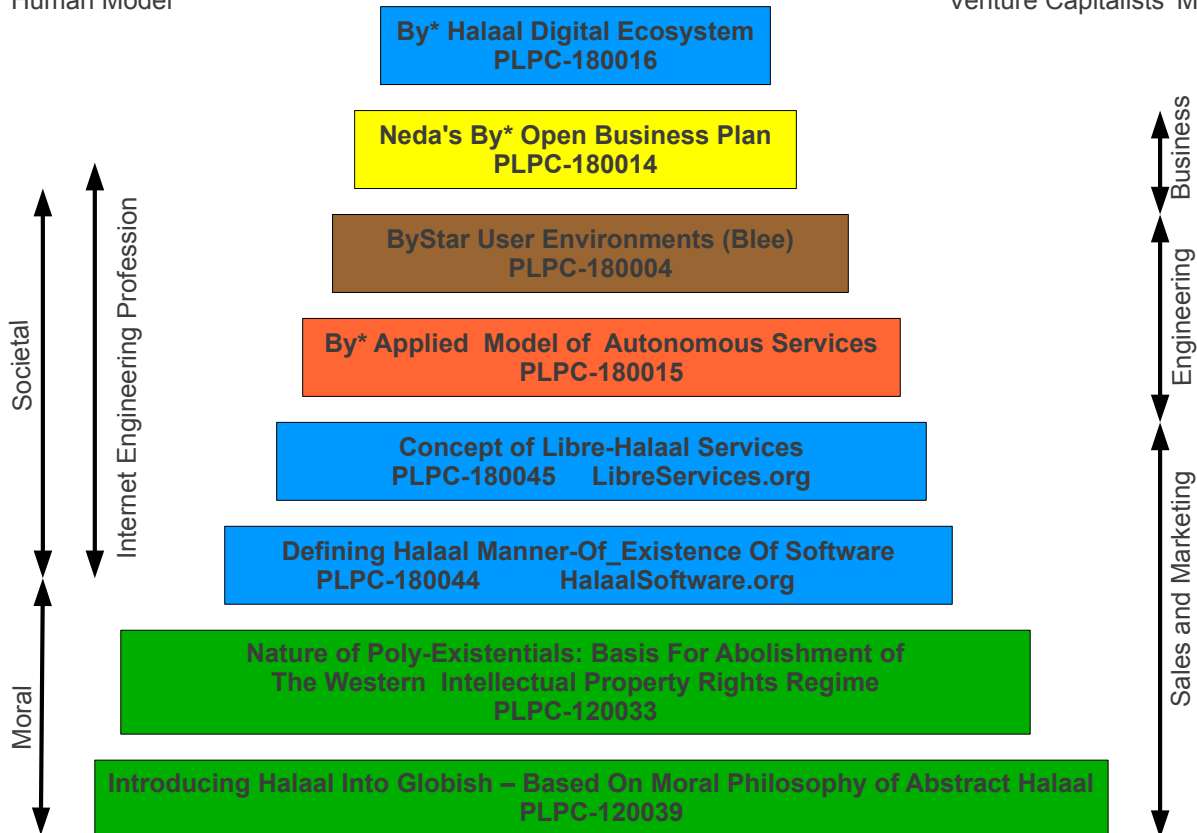 Human Model
Venture Capitalists' M
By* Halaal Digital Ecosystem
PLPC-180016
Neda's By* Open Business Plan
PLPC-180014
ByStar User Environments (Blee)
PLPC-180004
By* Applied Model of Autonomous Services
PLPC-180015
Concept of Libre-Halaal Services
PLPC-180045 LibreServices.org
Defining Halaal Manner-Of_Existence Of Software
PLPC-180044 HalaalSoftware.org
Nature of Poly-Existentials: Basis For Abolishment of
The Western Intellectual Property Rights Regime
PLPC-120033
Introducing Halaal Into Globish – Based On Moral Philosophy of Abstract Halaal
PLPC-120039
Societal
Moral
Internet Engineering Profession
Business
Engineering
Sales and Marketing